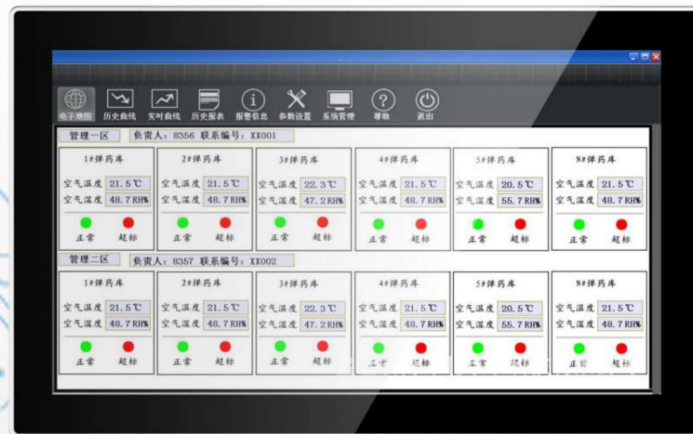 电子地图 历史曲线 实时曲线 历史报表 报警信息 参数设置 系统管理 帮助 退出
管理一区 负责人：8356 联系编号：XX001
1#弹药库 2#弹药库 3#弹药库 4#弹药库 5#弹药库 N#弹药库
空气温度 21.5℃ 空气温度 21.5℃ 空气温度 22.3℃ 空气温度 21.5℃ 空气温度 20.5℃ 空气温度 21.5℃
空气湿度 48.7RH% 空气湿度 48.7RH% 空气湿度 47.2RH% 空气湿度 48.7RH% 空气湿度 55.7RH% 空气湿度 48.7RH%
正常 超标 正常 超标 正常 超标 正常 超标 正常 超标 正常 超标
管理二区 负责人：8357 联系编号：XX002
1#弹药库 2#弹药库 3#弹药库 4#弹药库 5#弹药库 N#弹药库
空气温度 21.5℃ 空气温度 21.5℃ 空气温度 22.3℃ 空气温度 21.5℃ 空气温度 20.5℃ 空气温度 21.5℃
空气湿度 48.7RH% 空气湿度 48.7RH% 空气湿度 47.2RH% 空气湿度 48.7RH% 空气湿度 55.7RH% 空气湿度 48.7RH%
正常 超标 正常 超标 正常 超标 正常 超标 正常 超标 正常 超标